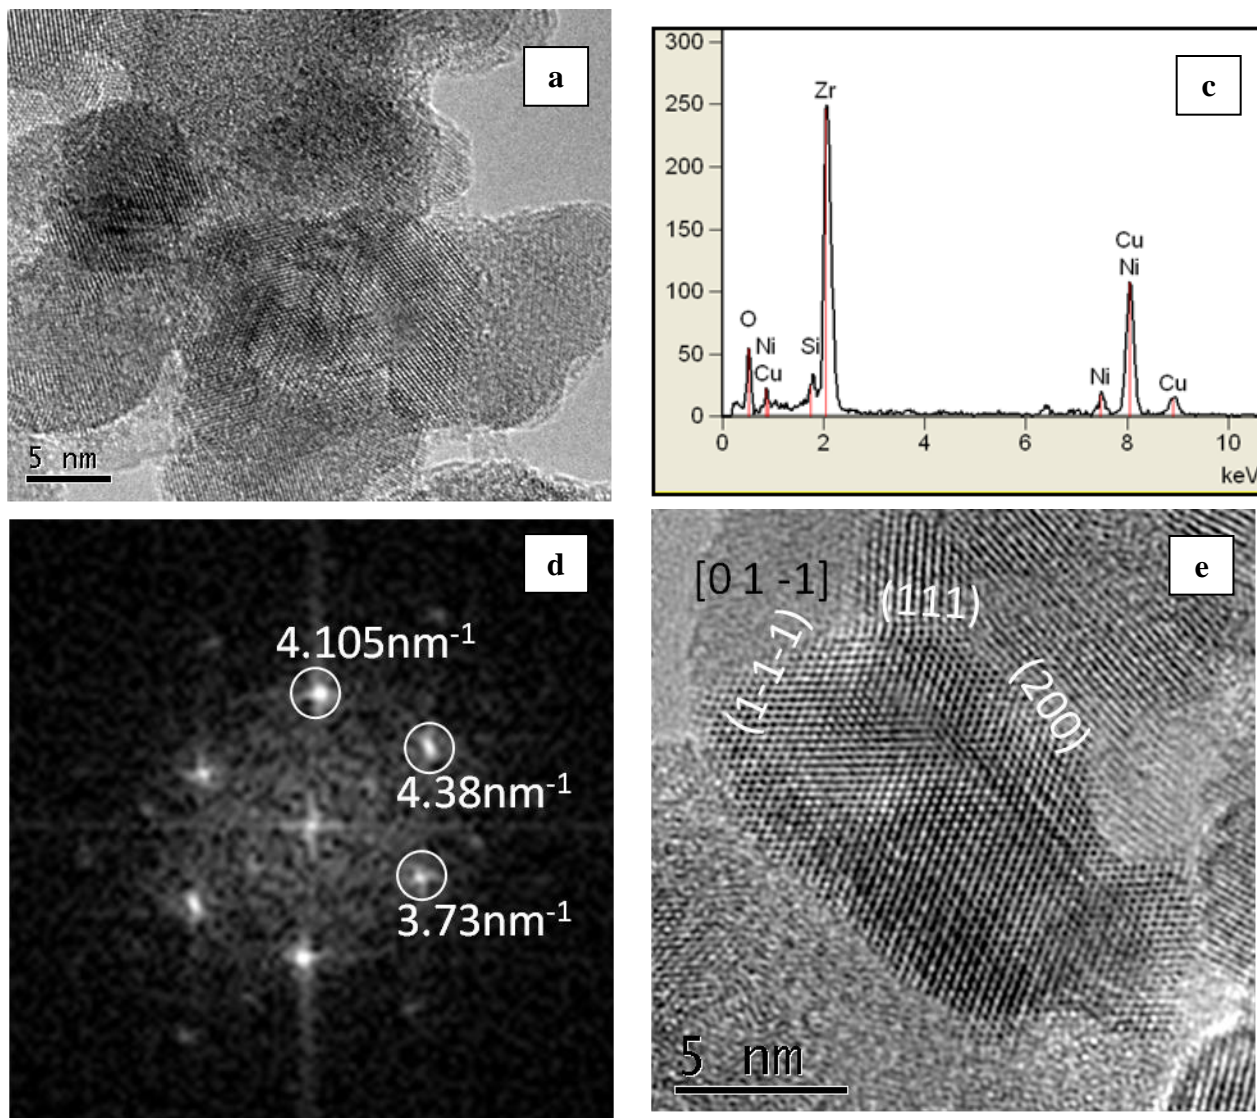 a
5 nm
c
300
250
200
150
100
50
0
Zr
O
Ni
Cu
Si
Cu
Ni
Ni
Cu
0 2 4 6 8 10
keV
d
4.105nm-1
4.38nm-1
3.73nm-1
e
[0 1 -1]
(111)
(1-1-1)
(200)
5 nm